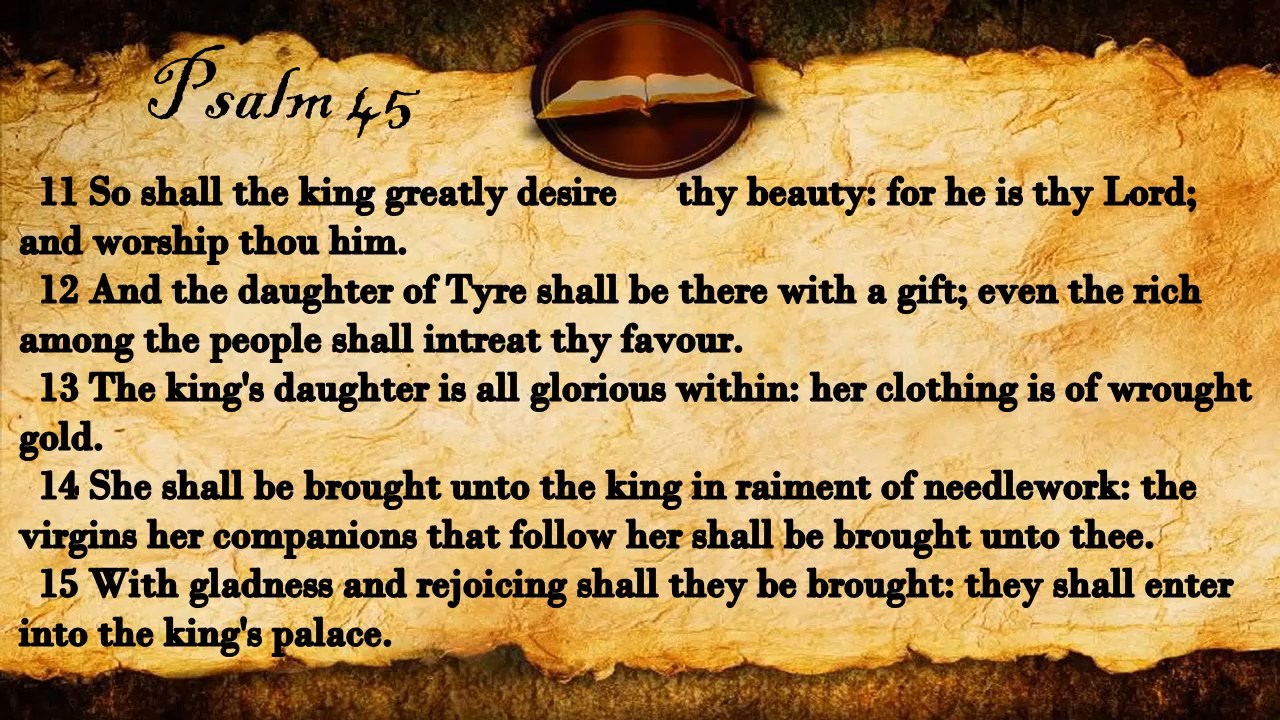 Psalm 45
11 So shall the king greatly desire thy beauty: for he is thy Lord;
and worship thou him.
12 And the daughter of Tyre shall be there with a gift; even the rich
among the people shall intreat thy favour.
13 The king's daughter is all glorious within: her clothing is of wrought
gold.
14 She shall be brought unto the king in raiment of needlework: the
virgins her companions that follow her shall be brought unto thee.
15 With gladness and rejoicing shall they be brought: they shall enter
into the king's palace.